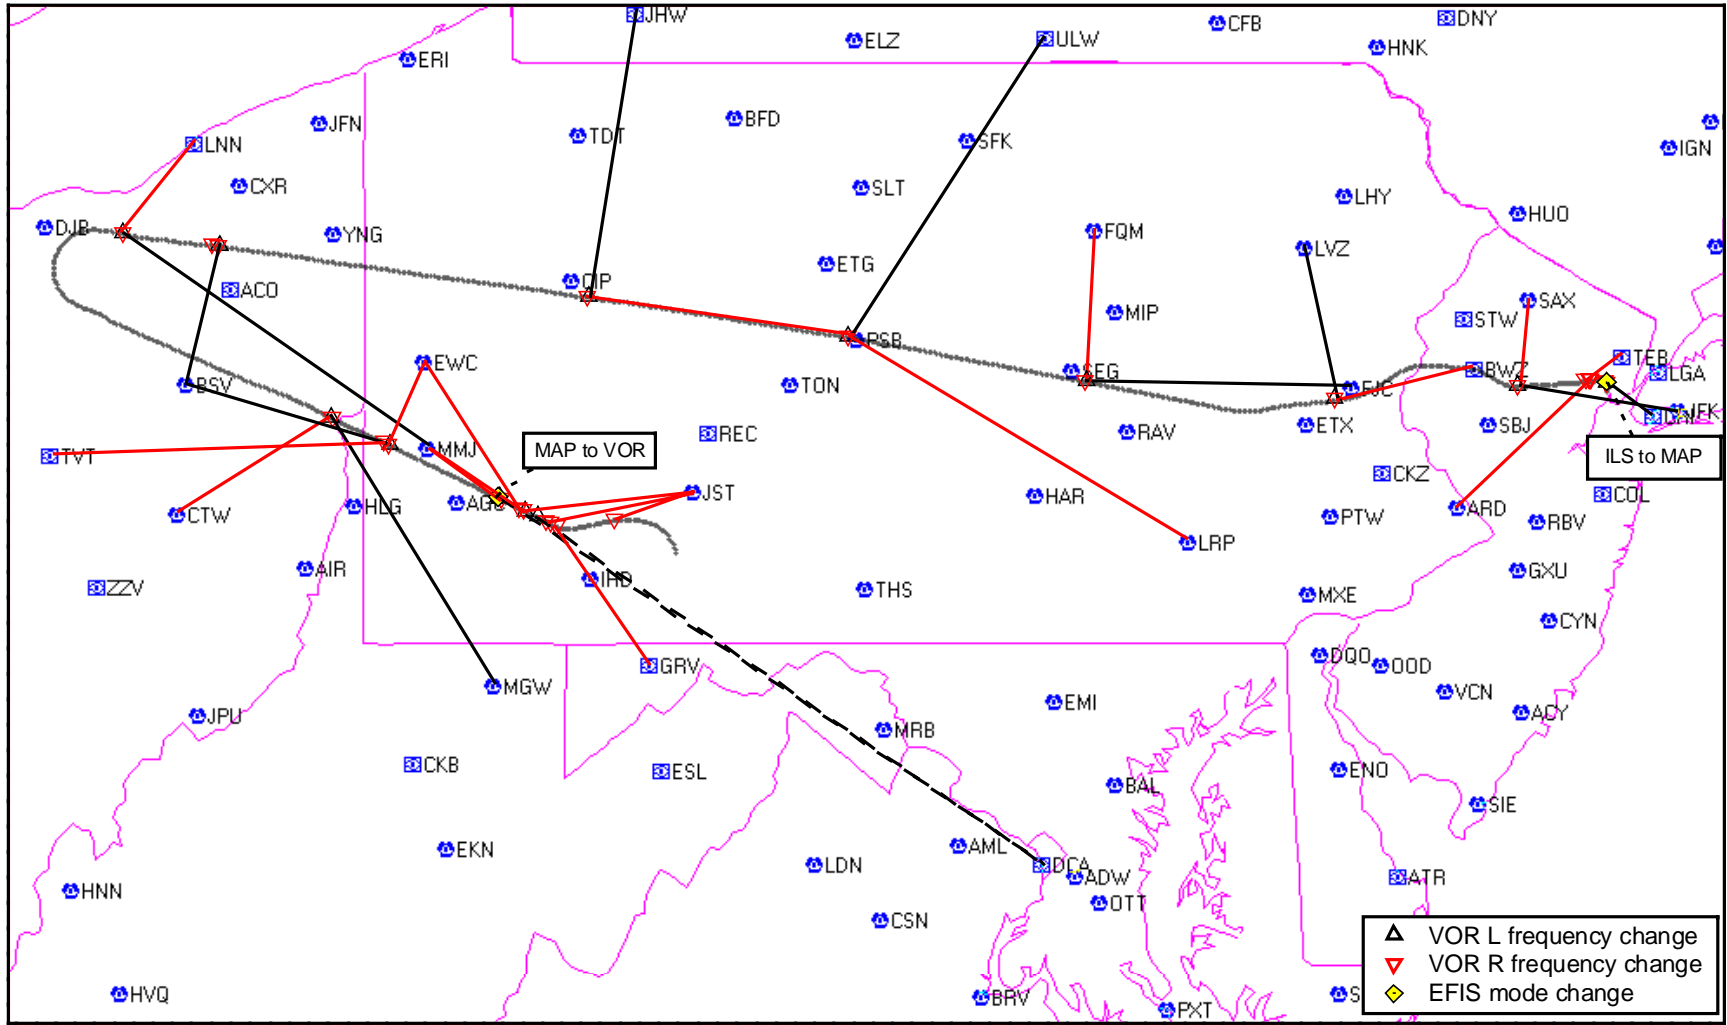 JHW
DNY
CFB
ELZ
ULW
HNK
ERI
BFD
JFN
TDT
SFK
LNN
IGN
CXR
SLT
LHY
HUO
DJB
YNG
FQM
LVZ
ETG
CIP
ACO
SAX
MIP
STW
PSB
TEB
EWC
SEG
BWZ
LGA
BSV
TON
FJC
JFK
ETX
SBJ
RAV
REC
MMJ
TVT
MAP to VOR
ILS to MAP
CKZ
JST
HAR
COL
AGC
HLG
ARD
CTW
PTW
RBV
LRP
AIR
GXU
IHD
ZZV
THS
MXE
CYN
DQO
OOD
GRV
MGW
VCN
EMI
JPU
ACY
MRB
CKB
ESL
ENO
BAL
SIE
EKN
AML
LDN
DCA
ADW
ATR
HNN
OTT
CSN
VOR L frequency change
VOR R frequency change
EFIS mode change
HVQ
BRV
S
PXT